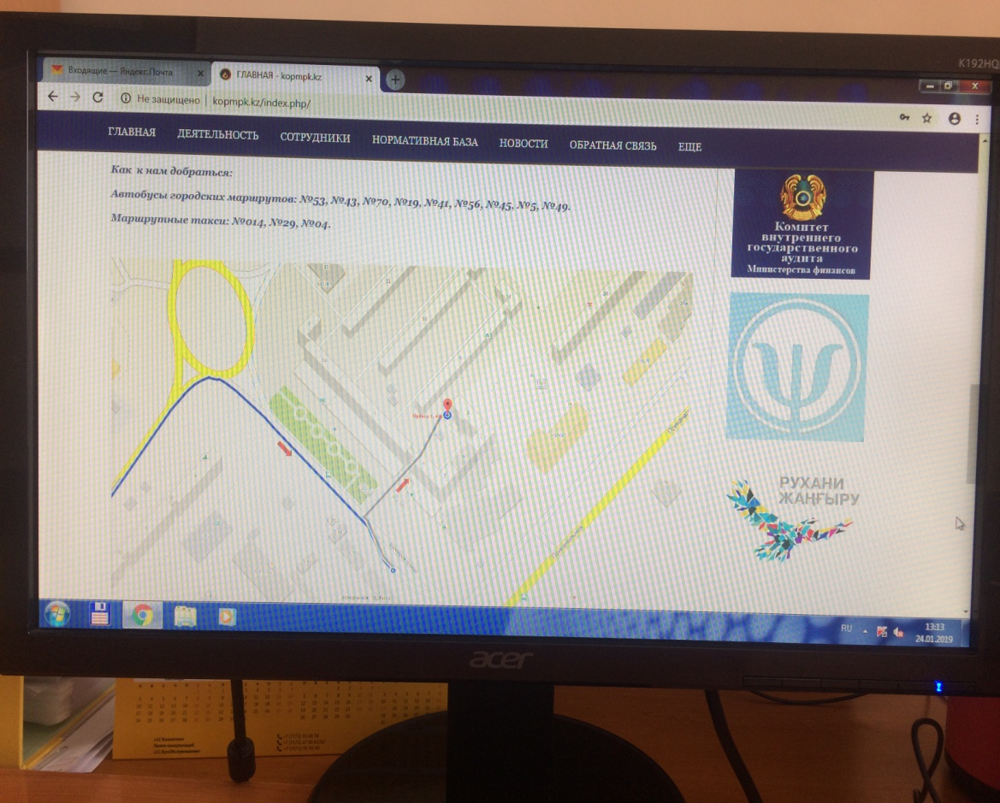 K192HQ
Входящие — Яндекс.Почта
ГЛАВНАЯ - kopmpk.kz
Не защищено
kopmpk.kz/index.php/
ГЛАВНАЯ ДЕЯТЕЛЬНОСТЬ СОТРУДНИКИ НОРМАТИВНАЯ БАЗА НОВОСТИ ОБРАТНАЯ СВЯЗЬ ЕЩЕ
Как к нам добраться:
Автобусы городских маршрутов: №53, №43, №70, №19, №41, №56, №45, №5, №49.
Маршрутные такси: №014, №29, №04.
Комитет
внутреннего
государственного
аудита
Министерства финансов
РУХАНИ
ЖАҢҒЫРУ
RU
13:13
24.01.2019
acer